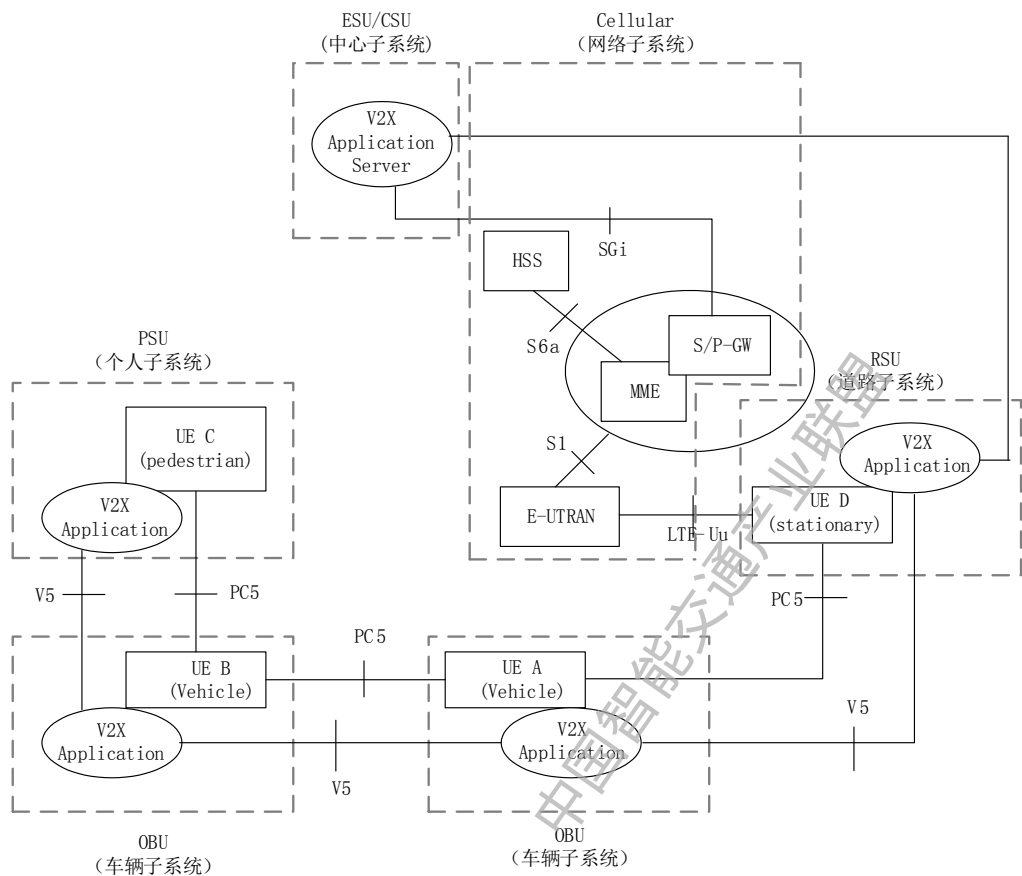 ESU/CSU
(中心子系统)
Cellular
（网络子系统）
V2X
Application
Server
SGi
HSS
S6a
S/P-GW
MME
PSU
（个人子系统）
RSU
（道路子系统）
UE C
(pedestrian)
V2X
Application
S1
V2X
Application
E-UTRAN
LTE-Uu
UE D
(stationary)
V5
PC5
PC5
PC5
UE B
(Vehicle)
UE A
(Vehicle)
V5
V2X
Application
V2X
Application
V5
OBU
（车辆子系统）
OBU
（车辆子系统）
中国智能交通产业联盟